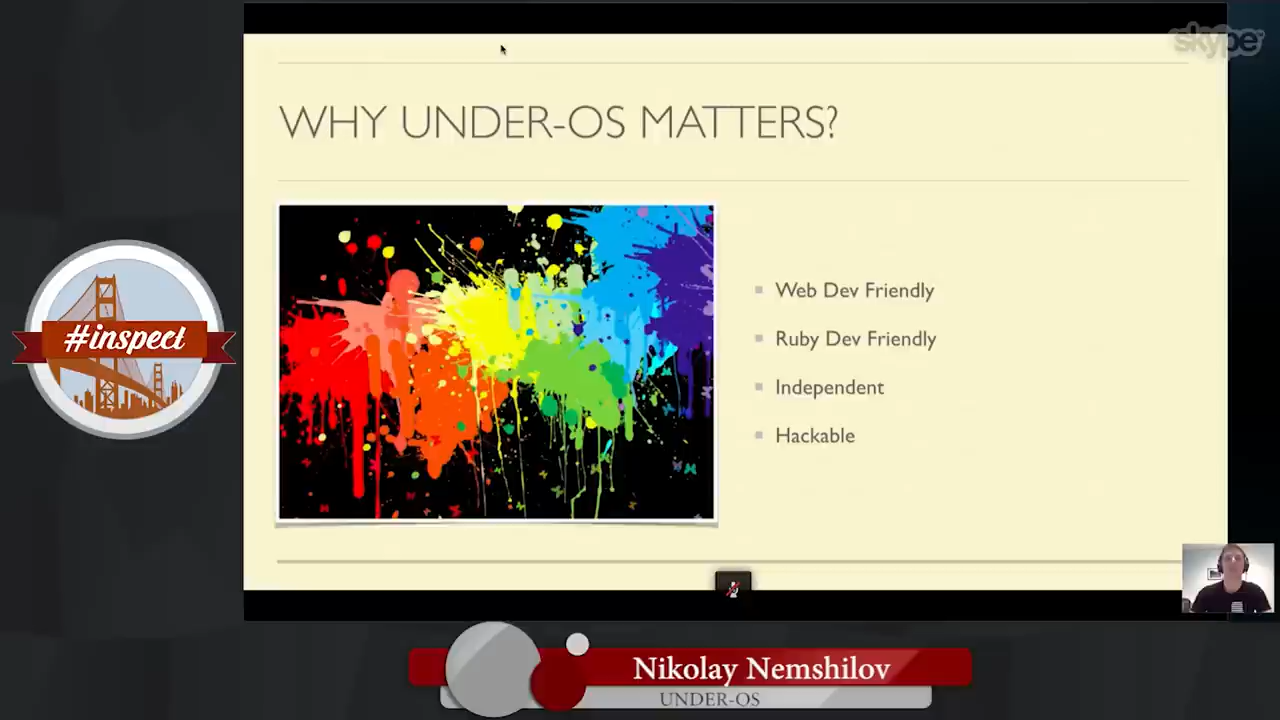 skype
WHY UNDER-OS MATTERS?
#inspect
Web Dev Friendly
Ruby Dev Friendly
Independent
Hackable
Nikolay Nemshilov
UNDER-OS